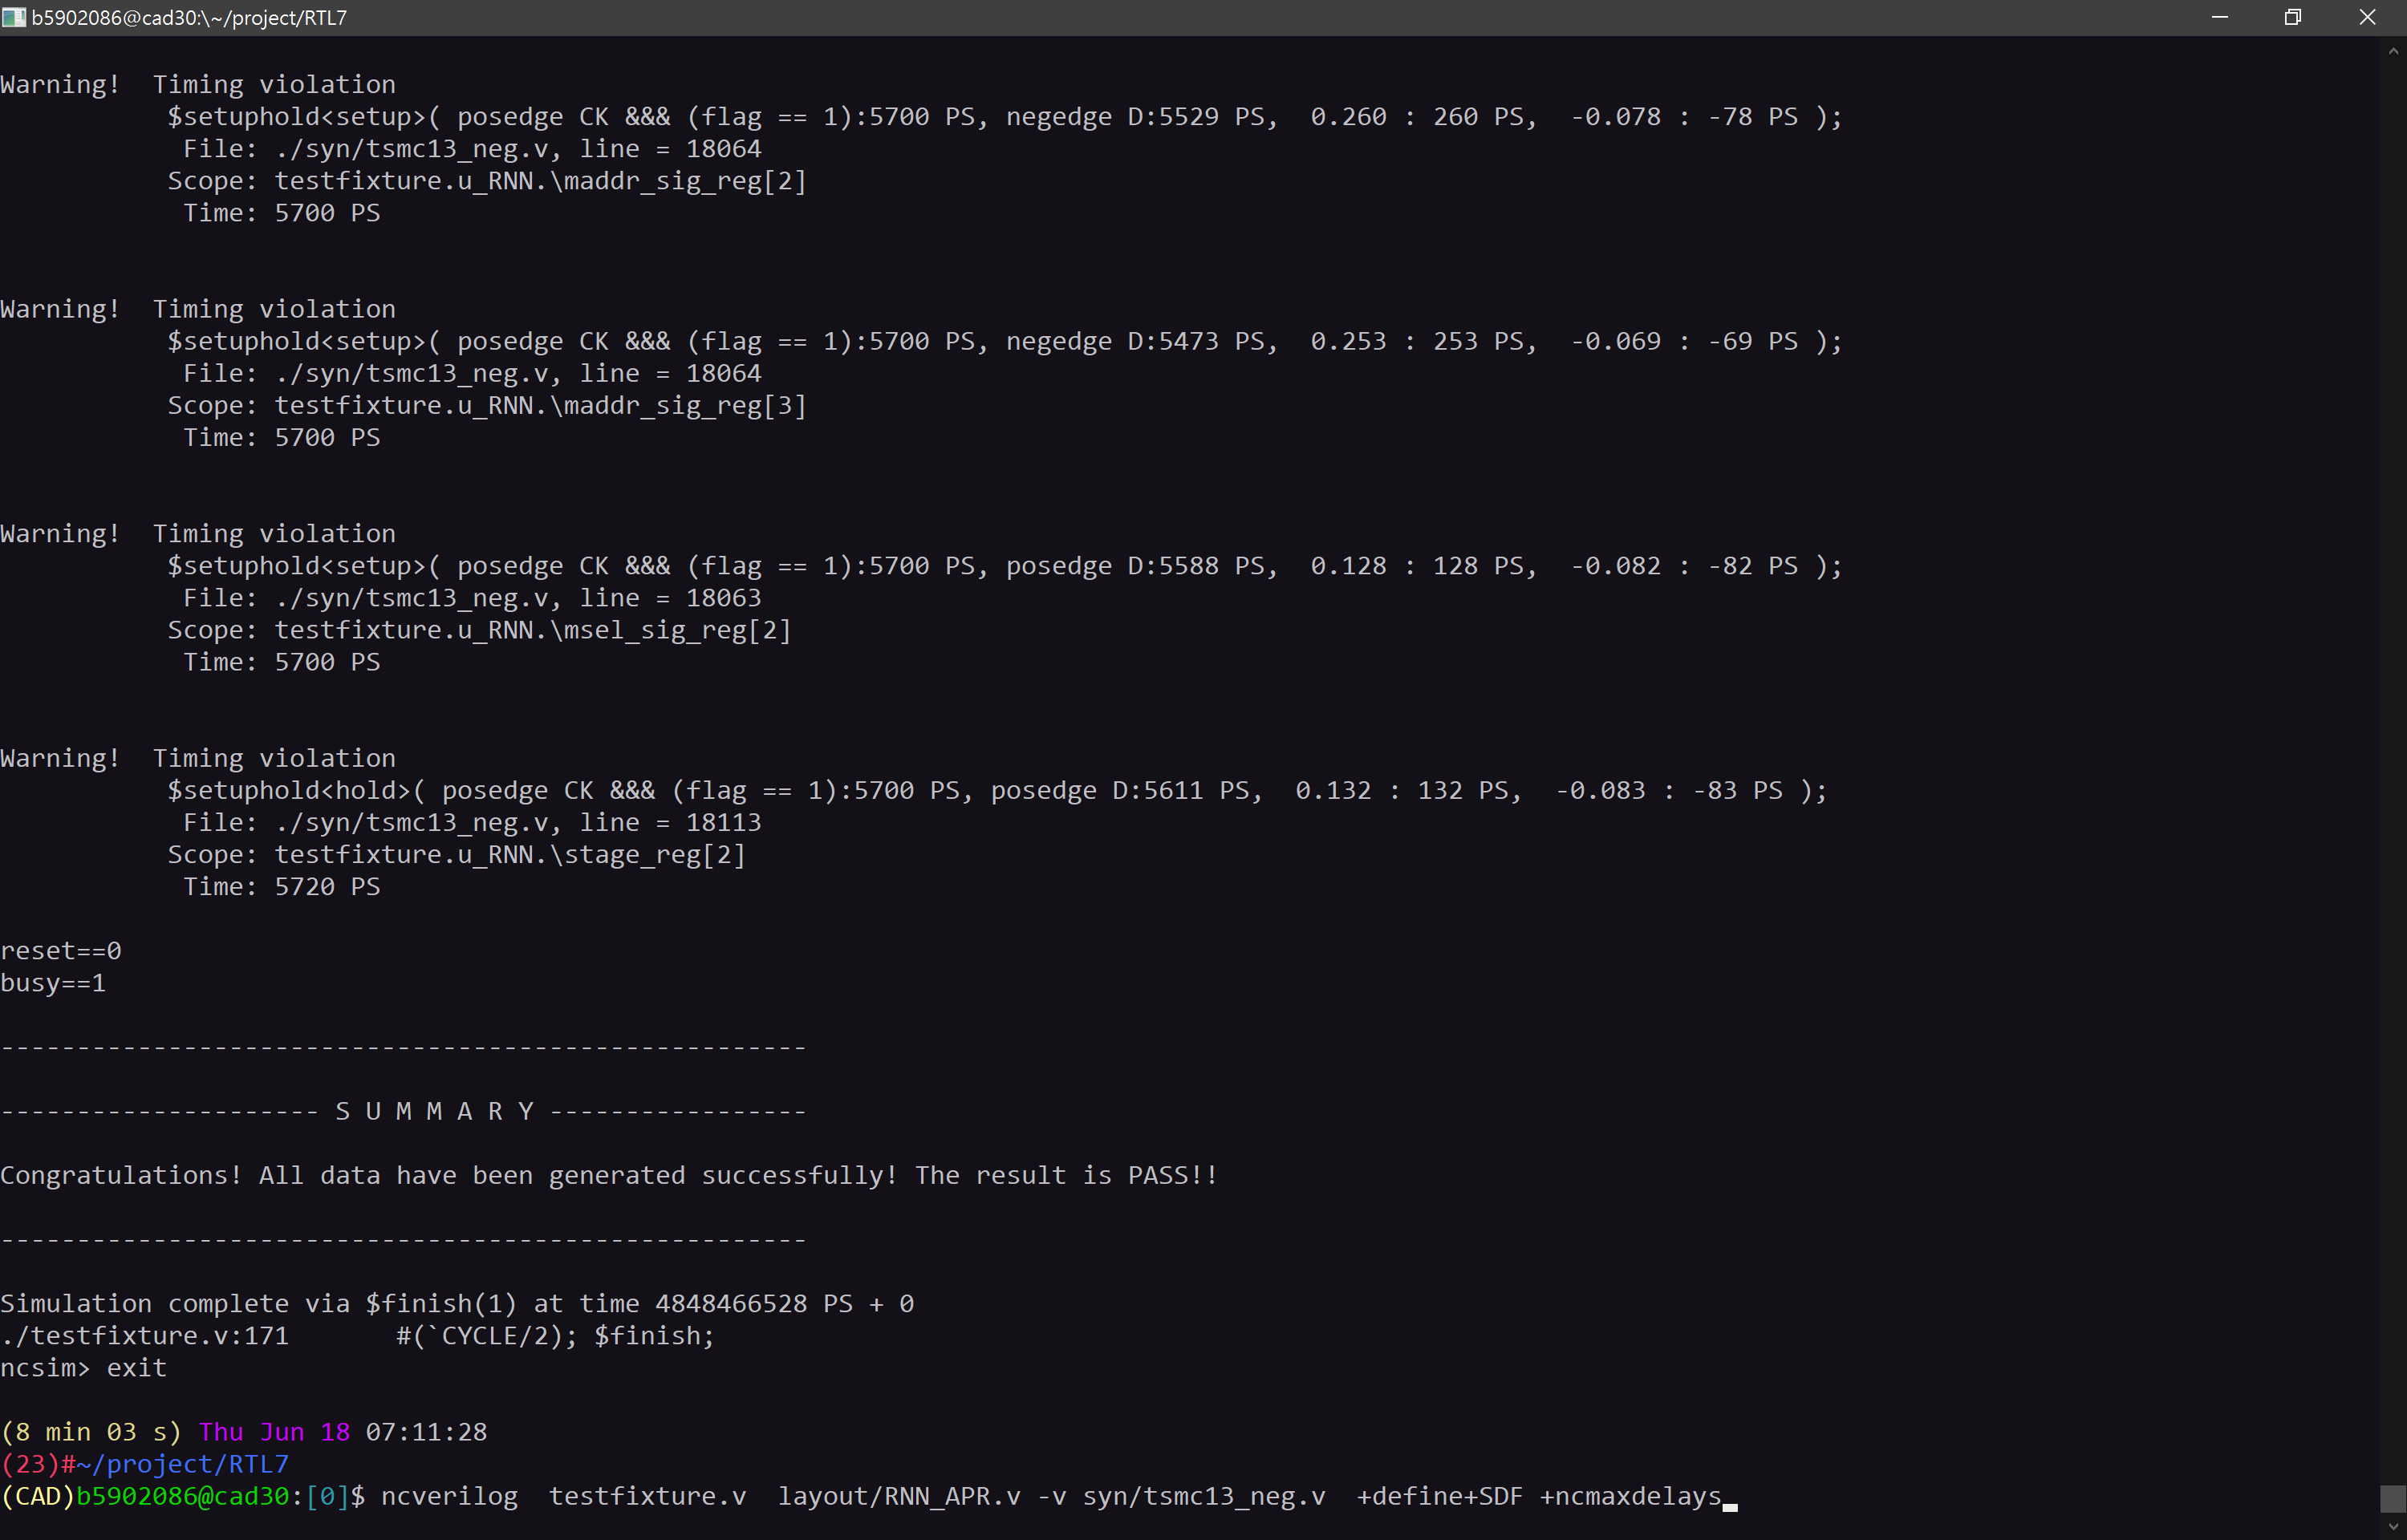 b5902086@cad30:\~/project/RTL7
Warning!  Timing violation
           $setuphold<setup>( posedge CK &&& (flag == 1):5700 PS, negedge D:5529 PS,  0.260 : 260 PS,  -0.078 : -78 PS );
            File: ./syn/tsmc13_neg.v, line = 18064
           Scope: testfixture.u_RNN.\maddr_sig_reg[2]
            Time: 5700 PS
Warning!  Timing violation
           $setuphold<setup>( posedge CK &&& (flag == 1):5700 PS, negedge D:5473 PS,  0.253 : 253 PS,  -0.069 : -69 PS );
            File: ./syn/tsmc13_neg.v, line = 18064
           Scope: testfixture.u_RNN.\maddr_sig_reg[3]
            Time: 5700 PS
Warning!  Timing violation
           $setuphold<setup>( posedge CK &&& (flag == 1):5700 PS, posedge D:5588 PS,  0.128 : 128 PS,  -0.082 : -82 PS );
            File: ./syn/tsmc13_neg.v, line = 18063
           Scope: testfixture.u_RNN.\msel_sig_reg[2]
            Time: 5700 PS
Warning!  Timing violation
           $setuphold<hold>( posedge CK &&& (flag == 1):5700 PS, posedge D:5611 PS,  0.132 : 132 PS,  -0.083 : -83 PS );
            File: ./syn/tsmc13_neg.v, line = 18113
           Scope: testfixture.u_RNN.\stage_reg[2]
            Time: 5720 PS
reset==0
busy==1
-----------------------------------------------------
--------------------- S U M M A R Y -----------------
Congratulations! All data have been generated successfully! The result is PASS!!
-----------------------------------------------------
Simulation complete via $finish(1) at time 4848466528 PS + 0
./testfixture.v:171       #(`CYCLE/2); $finish;
ncsim> exit
(8 min 03 s) Thu Jun 18 07:11:28
(23)#~/project/RTL7
(CAD)b5902086@cad30:[0]$ ncverilog  testfixture.v  layout/RNN_APR.v -v syn/tsmc13_neg.v  +define+SDF +ncmaxdelays